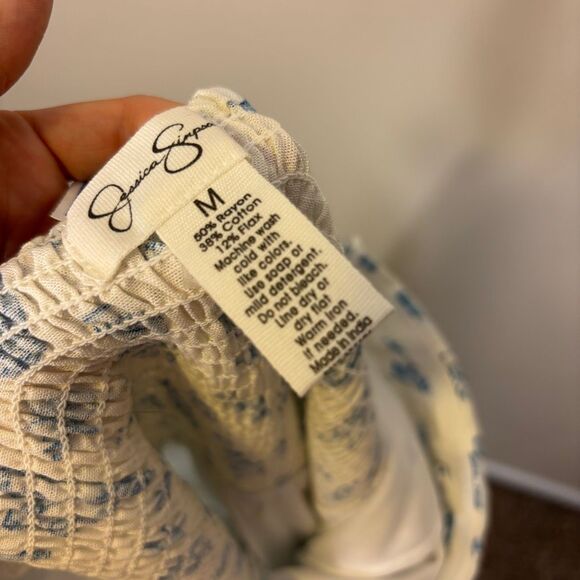 Jessica Simpson
M
60% Rayon
38% Cotton
12% Flax
Machine wash
cold with
like colors.
Use soap or
mild detergent.
Do not bleach.
Line dry or
dry flat
Warm iron
if needed.
Made in India